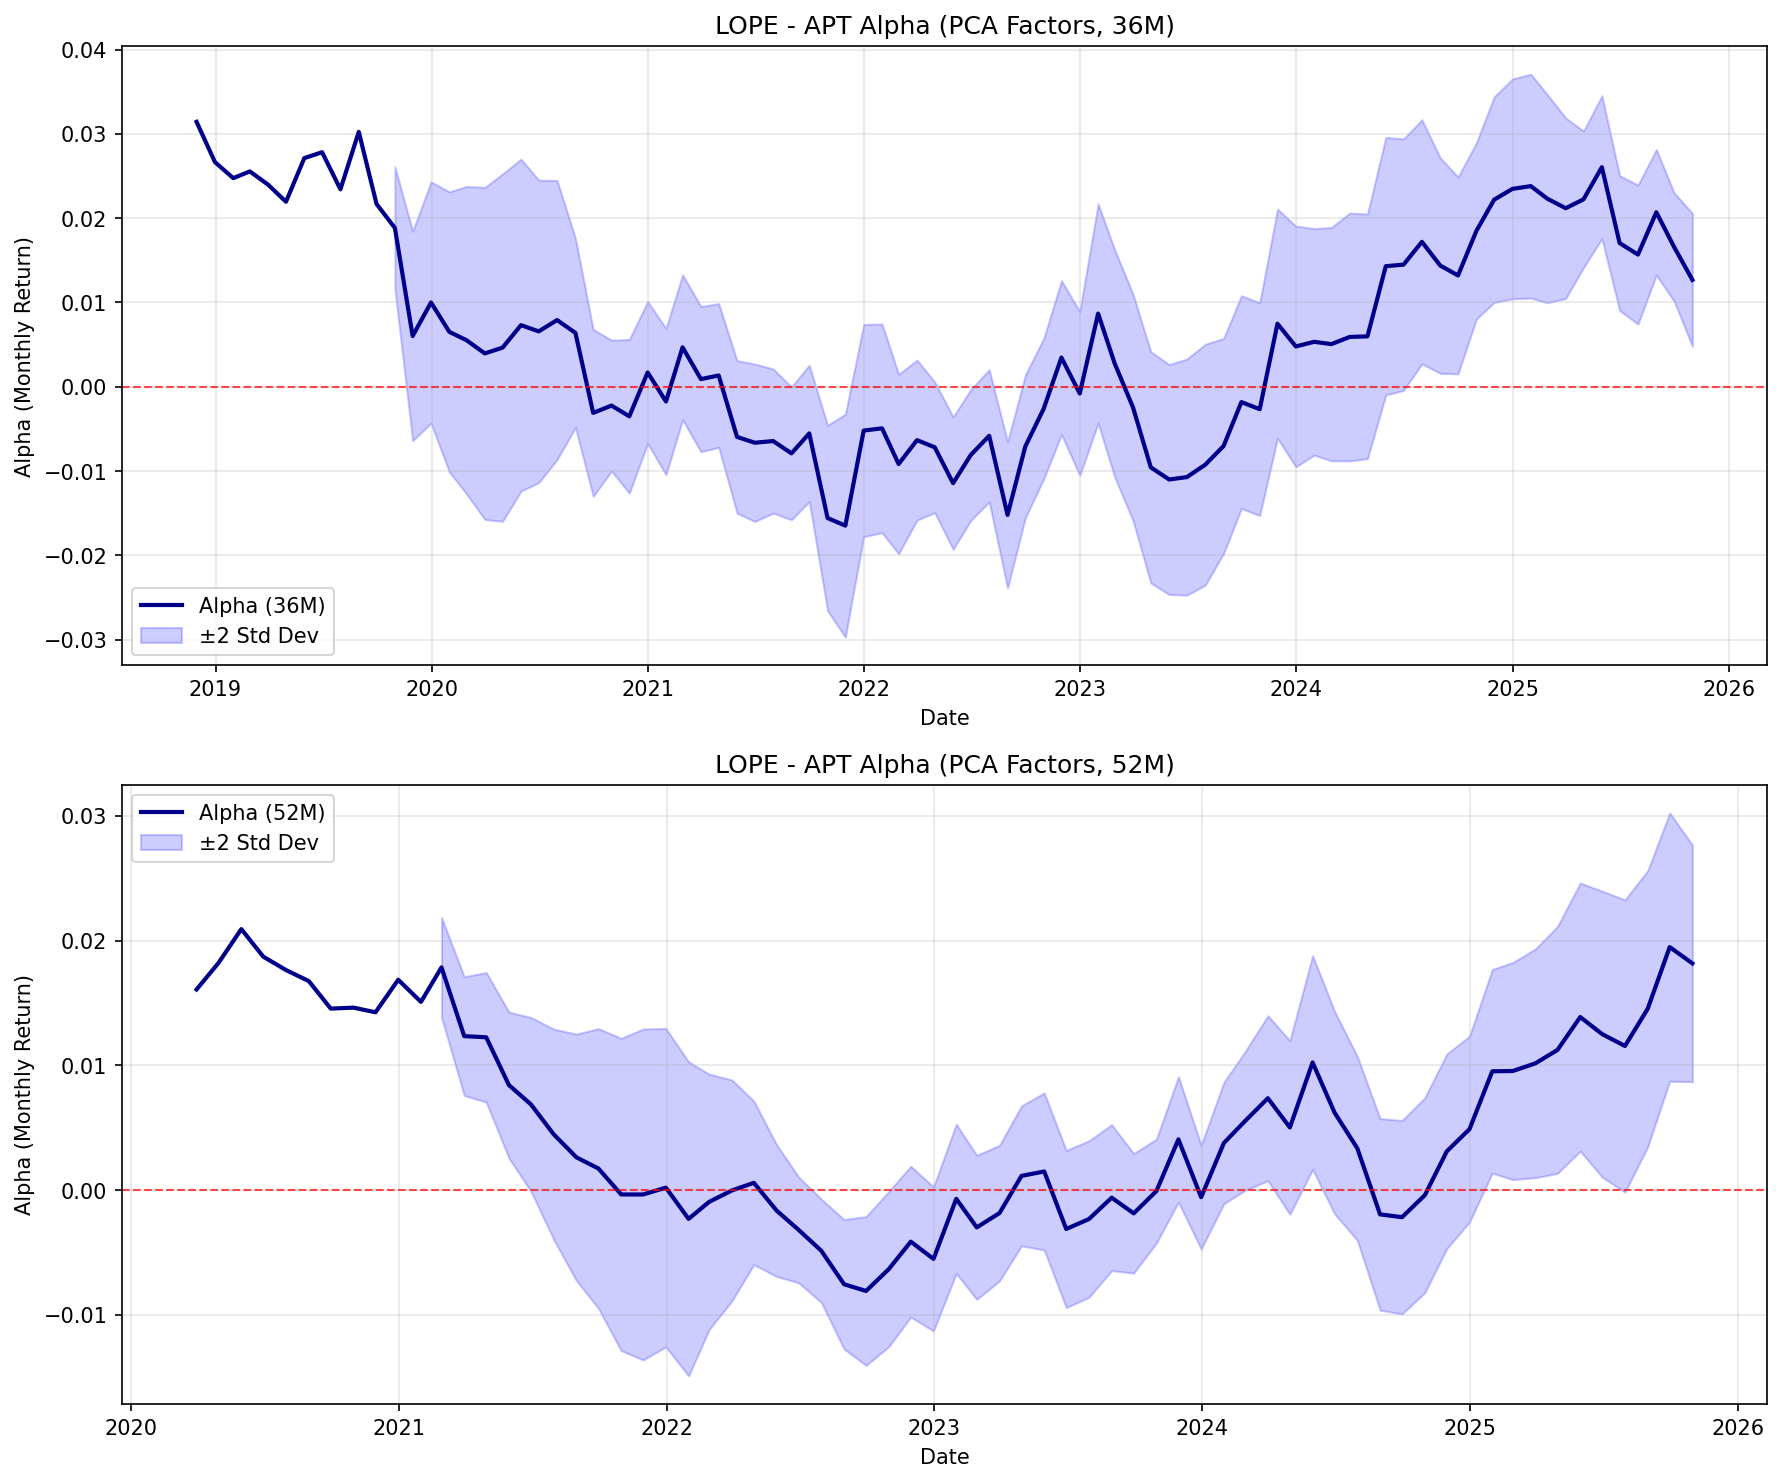 LOPE - APT Alpha (PCA Factors, 36M)
Alpha (Monthly Return)
0.04
0.03
0.02
0.01
0.00
−0.01
−0.02
−0.03
Alpha (36M)
±2 Std Dev
2019 2020 2021 2022 2023 2024 2025 2026
Date
LOPE - APT Alpha (PCA Factors, 52M)
Alpha (Monthly Return)
Alpha (52M)
±2 Std Dev
0.03
0.02
0.01
0.00
−0.01
2020 2021 2022 2023 2024 2025 2026
Date